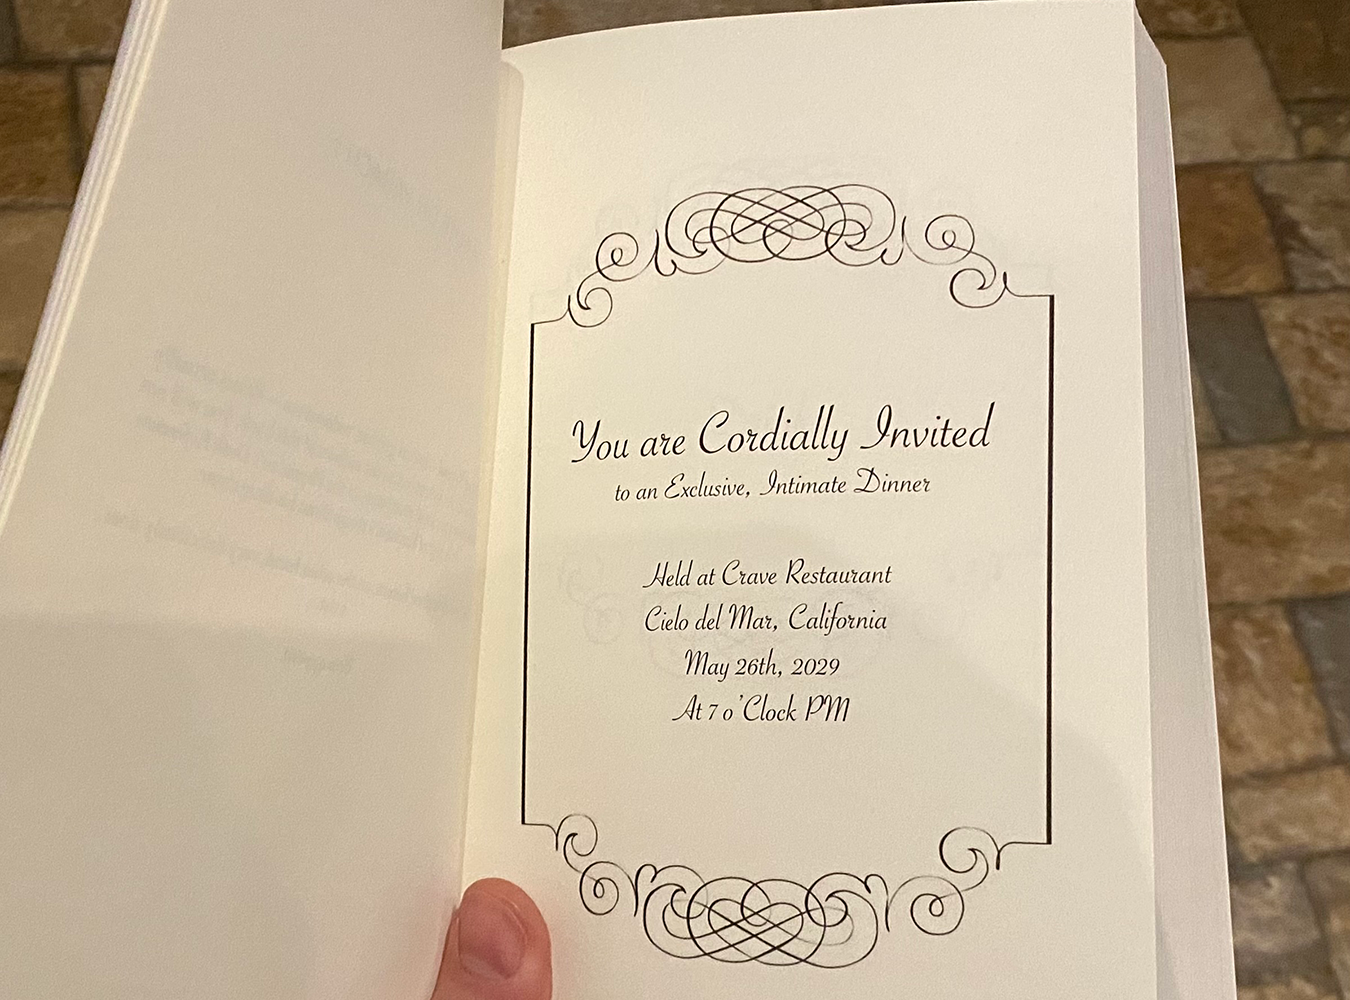 You are Cordially Invited
to an Exclusive, Intimate Dinner
Held at Crave Restaurant
Cielo del Mar, California
May 26th, 2029
At 7 o'Clock PM